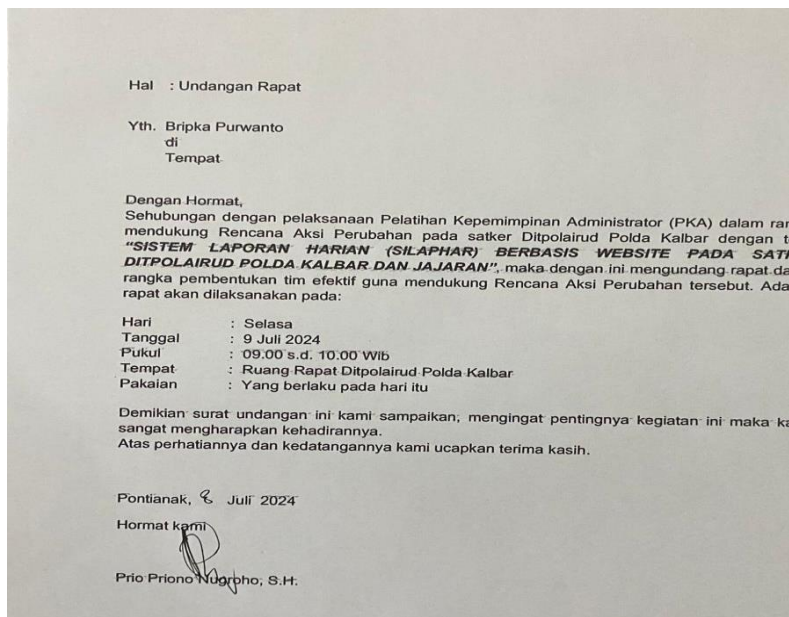 Hal : Undangan Rapat
Yth. Bripka Purwanto
di
Tempat
Dengan Hormat,
Sehubungan dengan pelaksanaan Pelatihan Kepemimpinan Administrator (PKA) dalam
mendukung Rencana Aksi Perubahan pada satker Ditpolairud Polda Kalbar dengan
"SISTEM LAPORAN HARIAN (SILAPHAR) BERBASIS WEBSITE PADA
DITPOLAIRUD POLDA KALBAR DAN JAJARAN", maka dengan ini mengundang rapat
rangka pembentukan tim efektif guna mendukung Rencana Aksi Perubahan tersebut.
rapat akan dilaksanakan pada:
Hari : Selasa
Tanggal : 9 Juli 2024
Pukul : 09.00 s.d. 10.00 Wib
Tempat : Ruang Rapat Ditpolairud Polda Kalbar
Pakaian : Yang berlaku pada hari itu
Demikian surat undangan ini kami sampaikan, mengingat pentingnya kegiatan ini maka
sangat mengharapkan kehadirannya.
Atas perhatiannya dan kedatangannya kami ucapkan terima kasih.
Pontianak, 8 Juli 2024
Hormat kami
Prio Priono Nugroho, S.H.